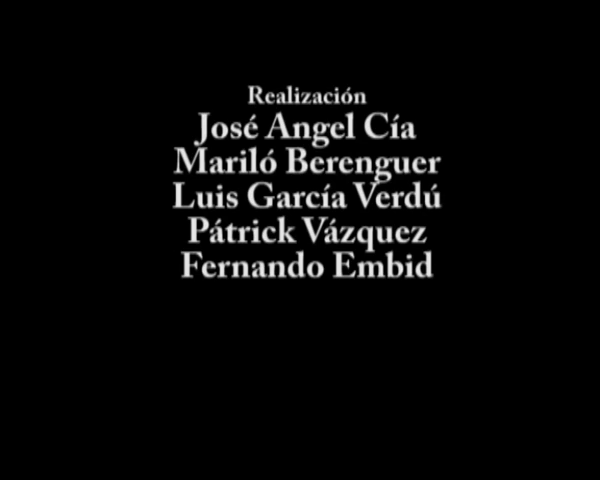 Realización
José Angel Cía
Mariló Berenguer
Luis García Verdú
Pátrick Vázquez
Fernando Embid